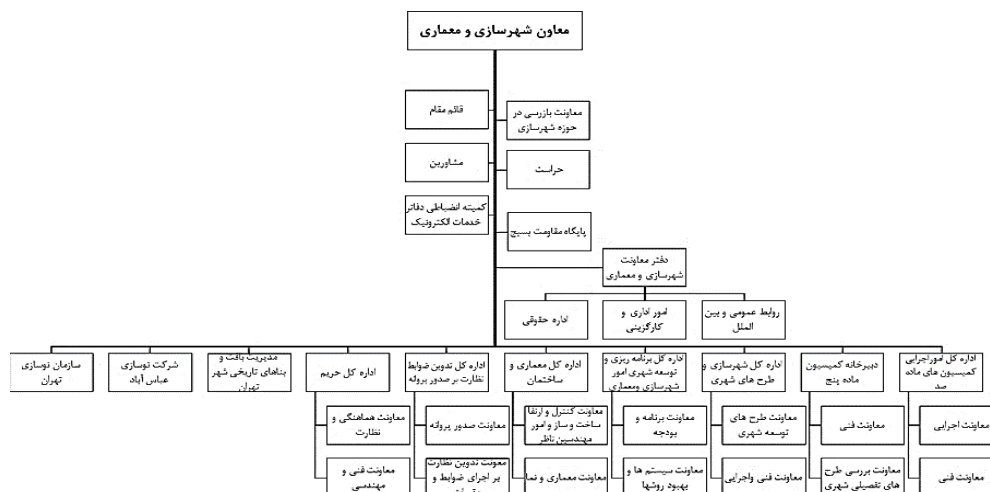 معاون شهرسازی و معماری
قائم مقام
معاونت بازرسی در
حوزه شهرسازی
مشاورین
حراست
کمیته انضباطی دفاتر
خدمات الکترونیک
پایگاه مقاومت بسیج
دفتر معاونت
شهرسازی و معماری
روابط عمومی و بین
الملل
امور اداری و
کارگزینی
اداره حقوقی
اداره کل اموراجرایی
کمیسیون های ماده
صد
دبیرخانه کمیسیون
ماده پنج
اداره کل شهرسازی و
طرح های شهری
اداره کل برنامه ریزی و
توسعه شهری امور
شهرسازی ومعماری
اداره کل معماری و
ساختمان
اداره کل تدوین ضوابط
نظارت بر صدور پروانه
اداره کل حریم
مدیریت بافت و
بناهای تاریخی شهر
تهران
شرکت نوسازی
عباس آباد
سازمان نوسازی
تهران
معاونت اجرایی
معاونت فنی
معاونت طرح های
توسعه شهری
معاونت برنامه و
بودجه
معاونت کنترل و ارتقا
ساخت و ساز و امور
مهندسین ناظر
معاونت صدور پروانه
معاونت هماهنگی و
نظارت
معاونت فنی
معاونت بررسی طرح
های تفصیلی شهری
معاونت فنی واجرایی
معاونت سیستم ها و
بهبود روشها
معاونت معماری و نما
معونت تدوین نظارت
بر اجرای ضوابط و
معاونت فنی و
مهندسی